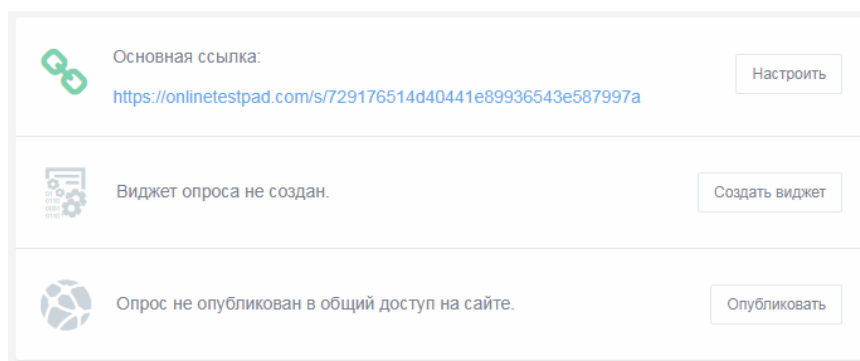 Основная ссылка:
Настроить
https://onlinetestpad.com/s/729176514d40441e89936543e587997a
Виджет опроса не создан.
Создать виджет
Опрос не опубликован в общий доступ на сайте.
Опубликовать